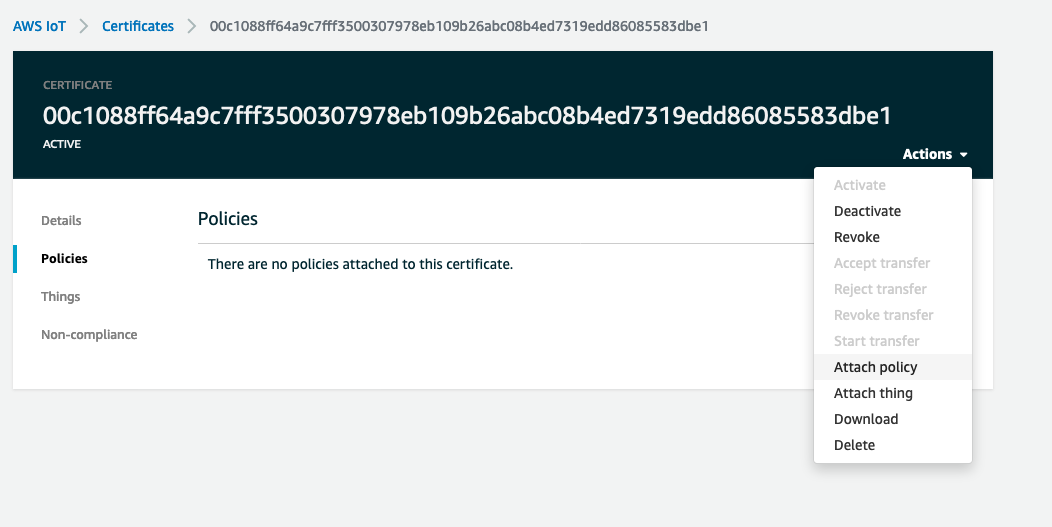 AWS IoT > Certificates > 00c1088ff64a9c7fff3500307978eb109b26abc08b4ed7319edd86085583dbe1
CERTIFICATE
00c1088ff64a9c7fff3500307978eb109b26abc08b4ed7319edd86085583dbe1
ACTIVE
Actions
Activate
Deactivate
Revoke
Accept transfer
Reject transfer
Revoke transfer
Start transfer
Attach policy
Attach thing
Download
Delete
Details
Policies
Things
Non-compliance
Policies
There are no policies attached to this certificate.